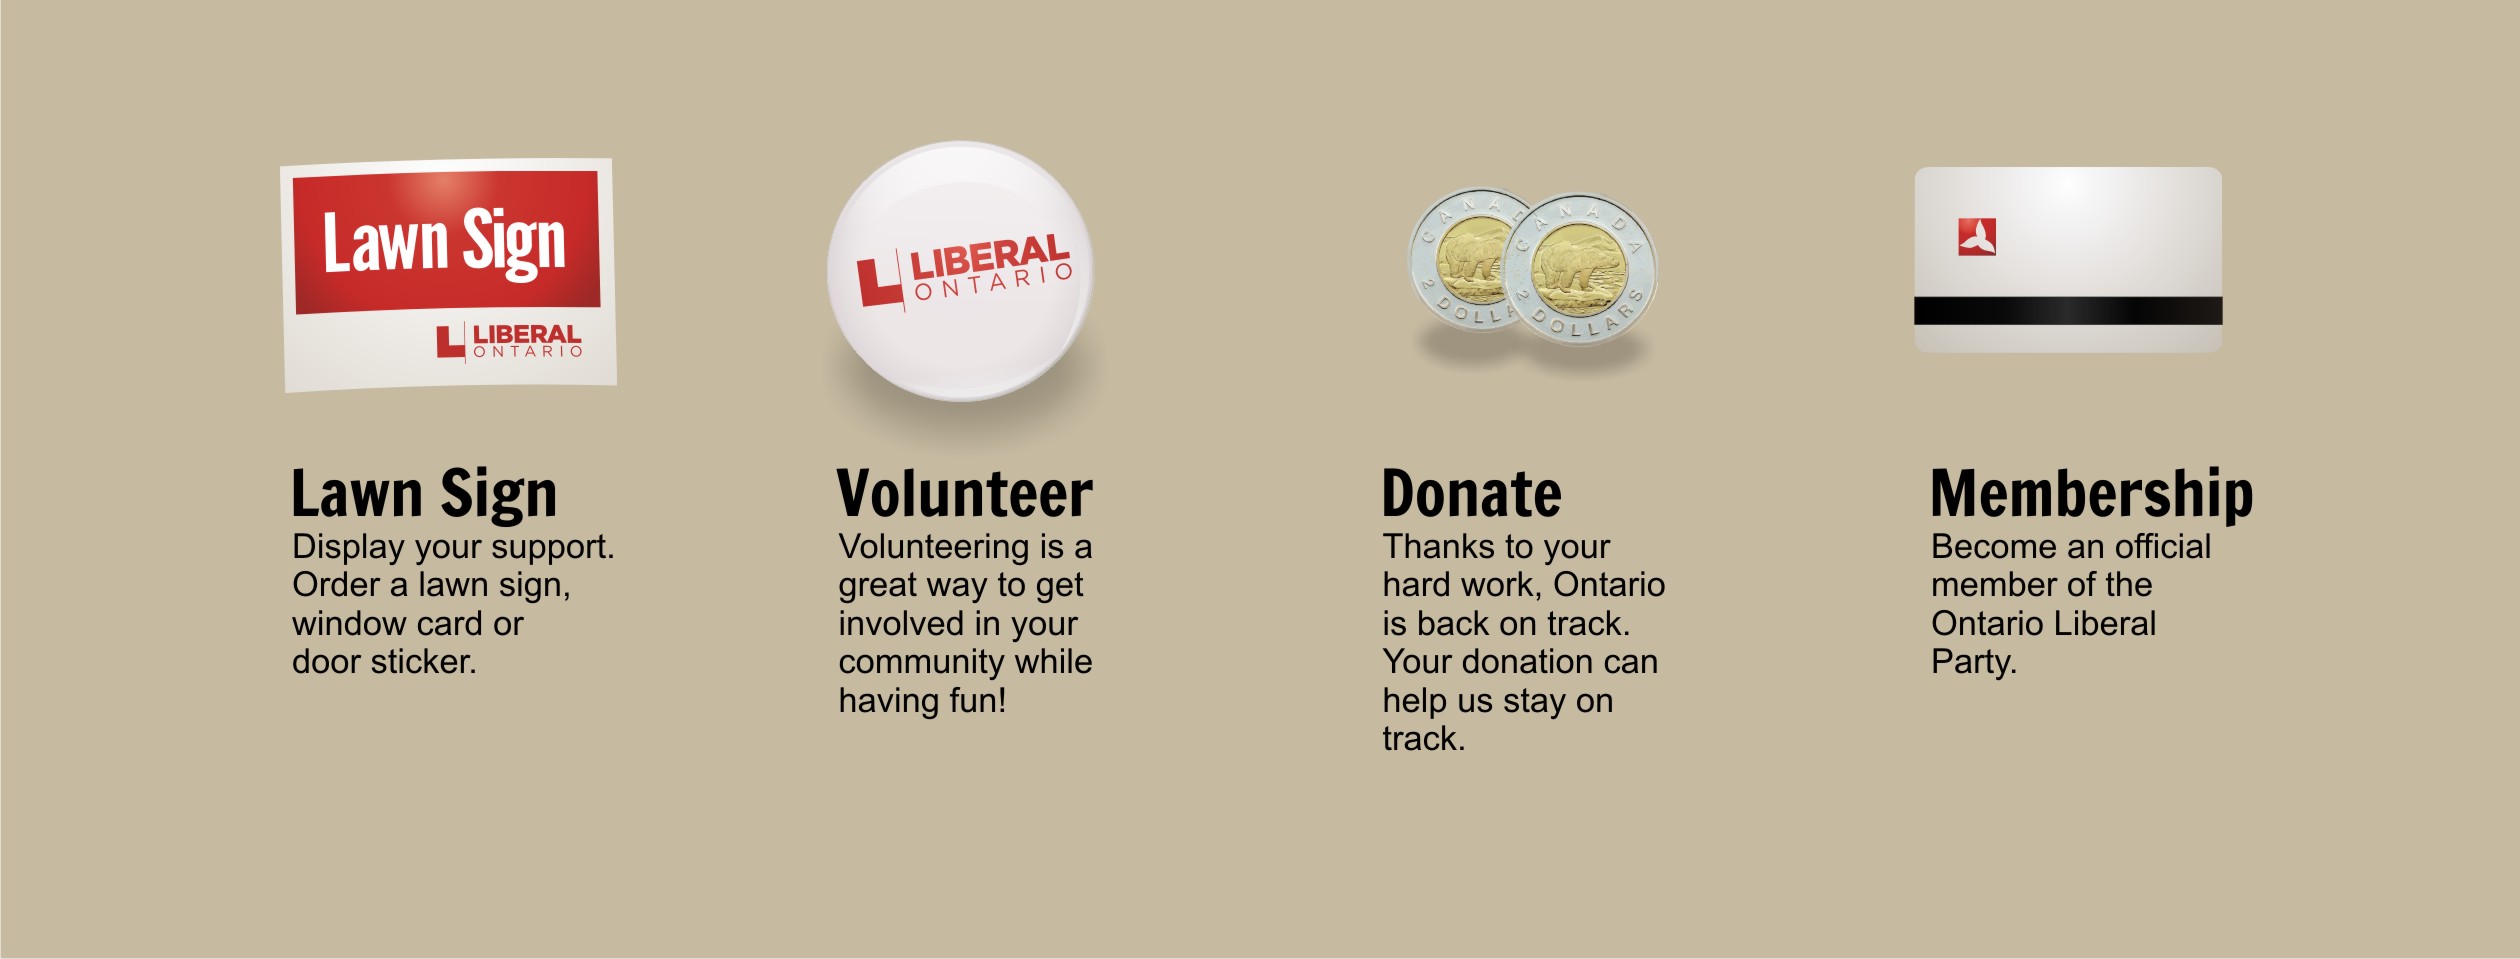 Lawn Sign
LIBERAL
ONTARIO
LIBERAL
ONTARIO
CANAD
2 DOLLA
CANADA
2 DOLLARS
Lawn Sign
Display your support.
Order a lawn sign,
window card or
door sticker.
Volunteer
Volunteering is a
great way to get
involved in your
community while
having fun!
Donate
Thanks to your
hard work, Ontario
is back on track.
Your donation can
help us stay on
track.
Membership
Become an official
member of the
Ontario Liberal
Party.